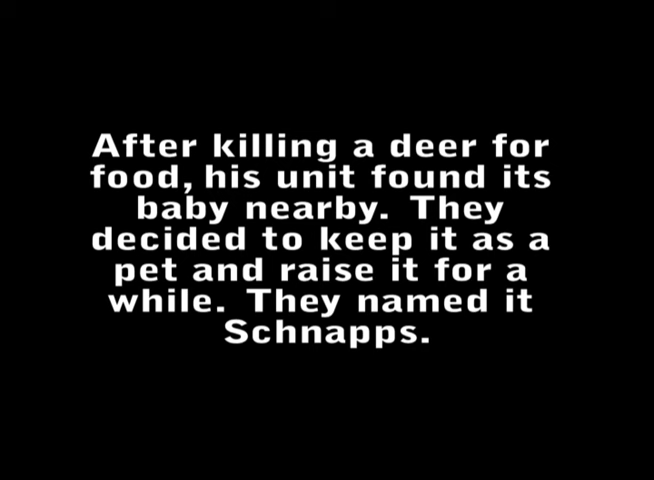 After killing a deer for
food, his unit found its
baby nearby. They
decided to keep it as a
pet and raise it for a
while. They named it
Schnapps.